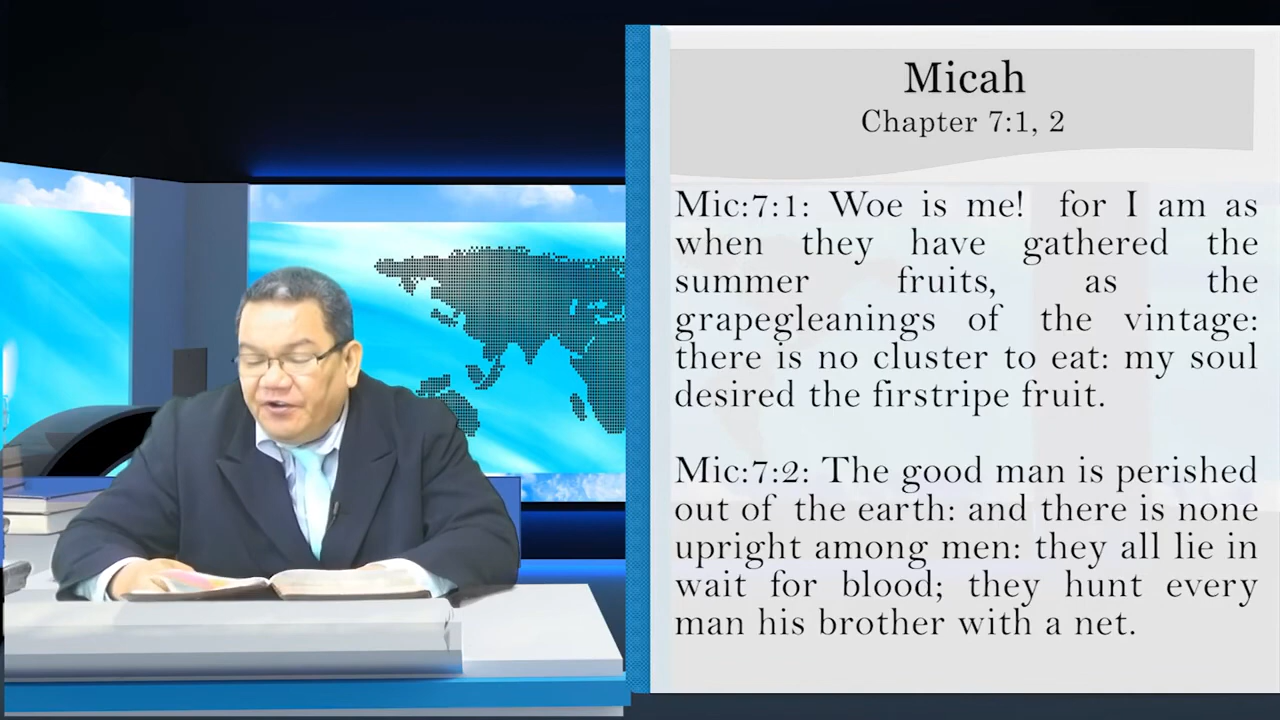 Micah
Chapter 7:1, 2
Mic:7:1: Woe is me! for I am as
when they have gathered the
summer fruits, as the
grapegleanings of the vintage:
there is no cluster to eat: my soul
desired the firstripe fruit.
Mic:7:2: The good man is perished
out of the earth: and there is none
upright among men: they all lie in
wait for blood; they hunt every
man his brother with a net.